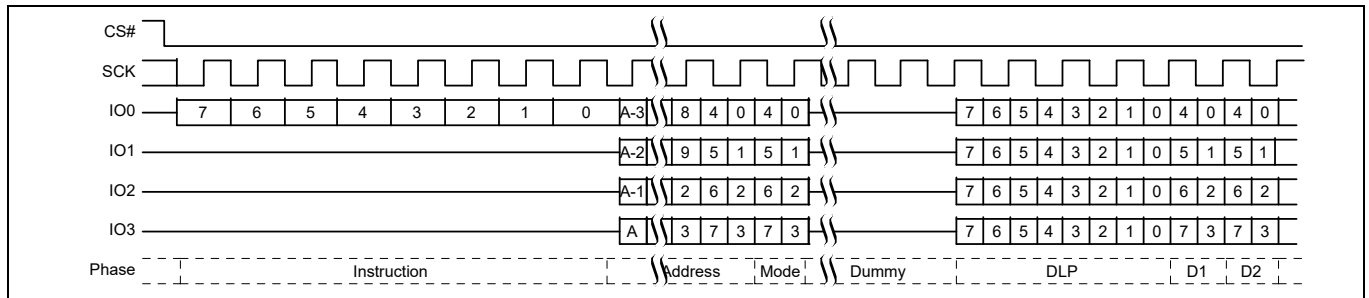 CS#
SCK
IO0 7 6 5 4 3 2 1 0 A-3 8 4 0 4 0 7 6 5 4 3 2 1 0 4 0 4 0
IO1 A-2 9 5 1 5 1 7 6 5 4 3 2 1 0 5 1 5 1
IO2 A-1 2 6 2 6 2 7 6 5 4 3 2 1 0 6 2 6 2
IO3 A 3 7 3 7 3 7 6 5 4 3 2 1 0 7 3 7 3
Phase Instruction Address Mode Dummy DLP D1 D2